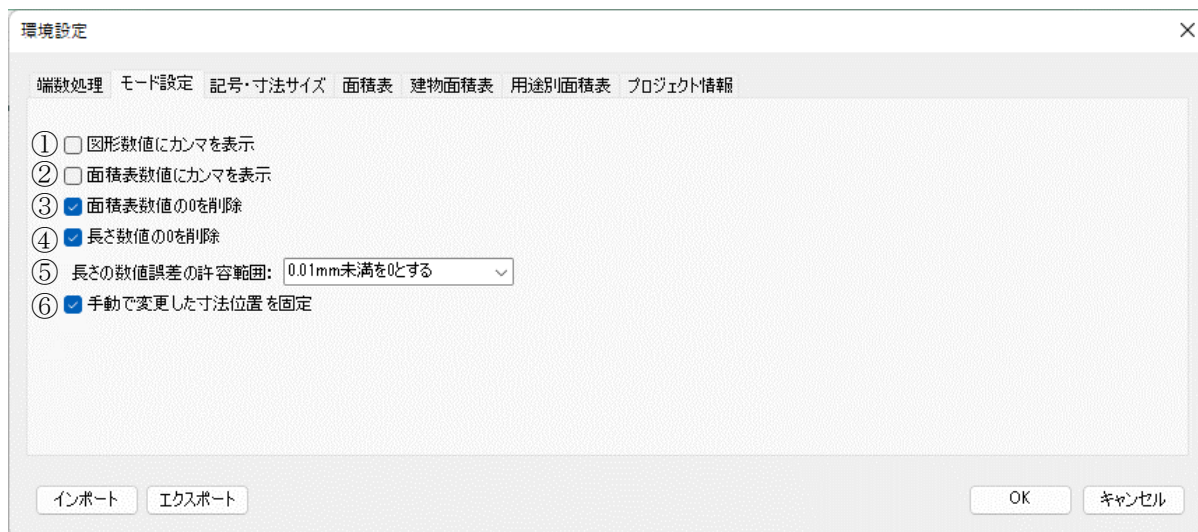 環境設定
端数処理 モード設定 記号・寸法サイズ 面積表 建物面積表 用途別面積表 プロジェクト情報
① 図形数値にカンマを表示
② 面積表数値にカンマを表示
③ 面積表数値の0を削除
④ 長さ数値の0を削除
⑤ 長さの数値誤差の許容範囲: 0.01mm未満を0とする
⑥ 手動で変更した寸法位置を固定
インポート エクスポート OK キャンセル